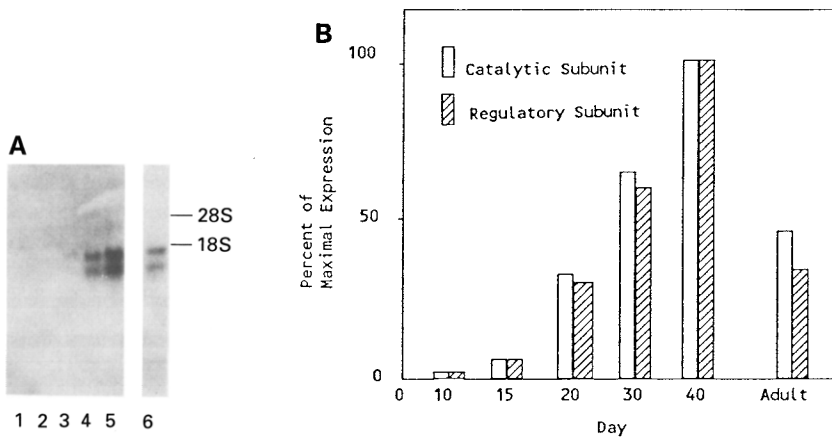 A
28S
18S
1 2 3 4 5 6
B
100
50
0
Percent of
Maximal Expression
Catalytic Subunit
Regulatory Subunit
0 10 15 20 30 40 Adult
Day